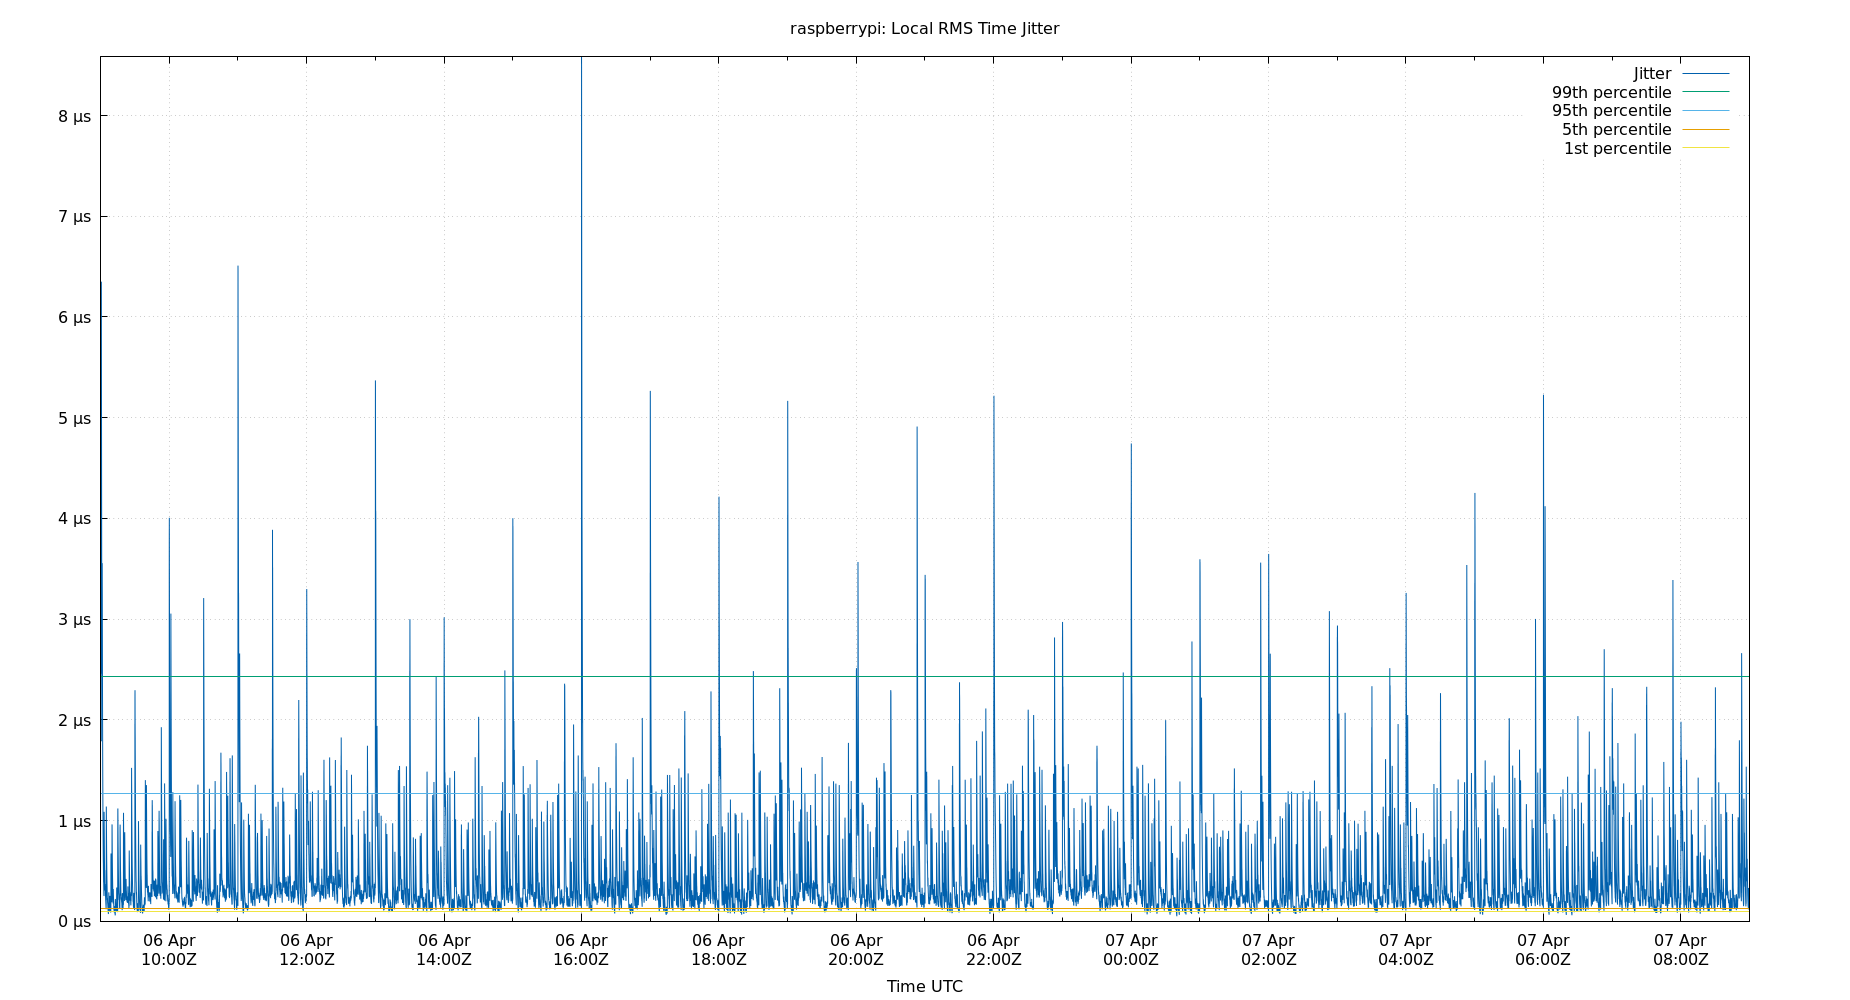 raspberrypi: Local RMS Time Jitter
Jitter
99th percentile
95th percentile
5th percentile
1st percentile
8 µs
7 µs
6 µs
5 µs
4 µs
3 µs
2 µs
1 µs
0 µs
06 Apr 06 Apr 06 Apr 06 Apr 06 Apr 06 Apr 06 Apr 07 Apr 07 Apr 07 Apr 07 Apr 07 Apr
10:00Z 12:00Z 14:00Z 16:00Z 18:00Z 20:00Z 22:00Z 00:00Z 02:00Z 04:00Z 06:00Z 08:00Z
Time UTC